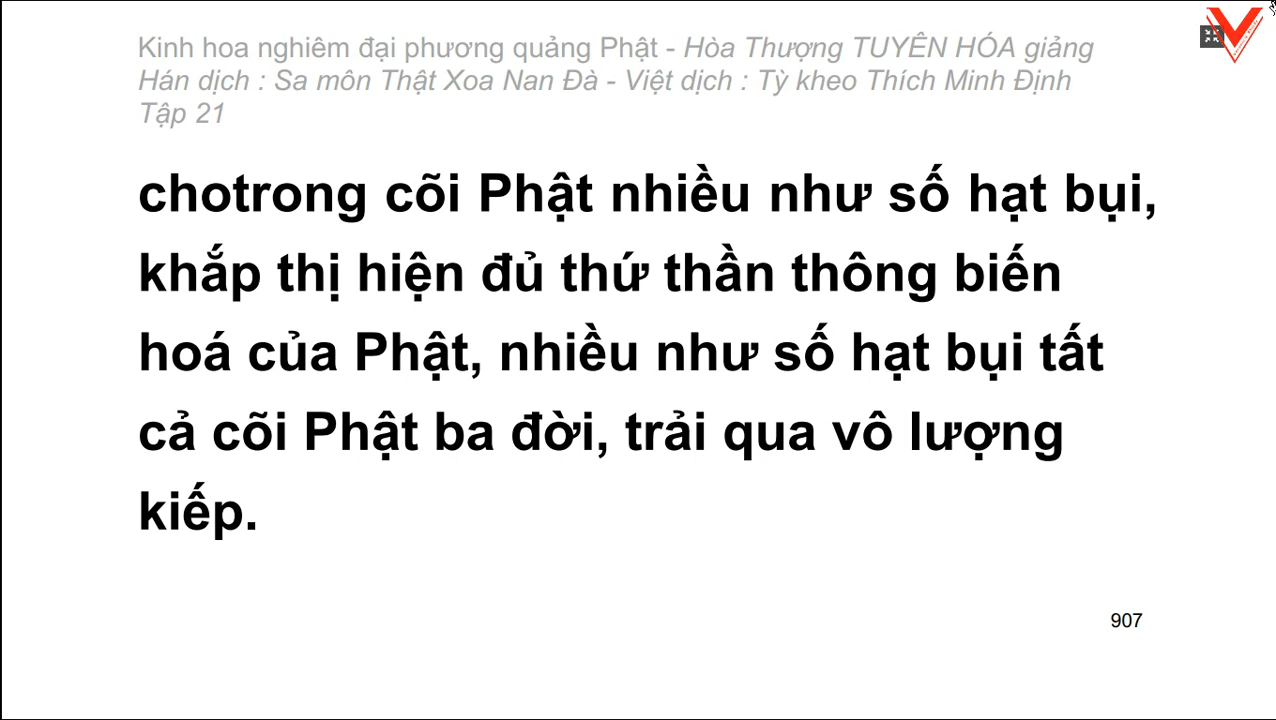 Kinh hoa nghiêm đại phương quảng Phật - Hòa Thượng TUYÊN HÓA giảng
Hán dịch : Sa môn Thật Xoa Nan Đà - Việt dịch : Tỳ kheo Thích Minh Định
Tập 21
chotrong cõi Phật nhiều như số hạt bụi,
khắp thị hiện đủ thứ thần thông biến
hoá của Phật, nhiều như số hạt bụi tất
cả cõi Phật ba đời, trải qua vô lượng
kiếp.
907